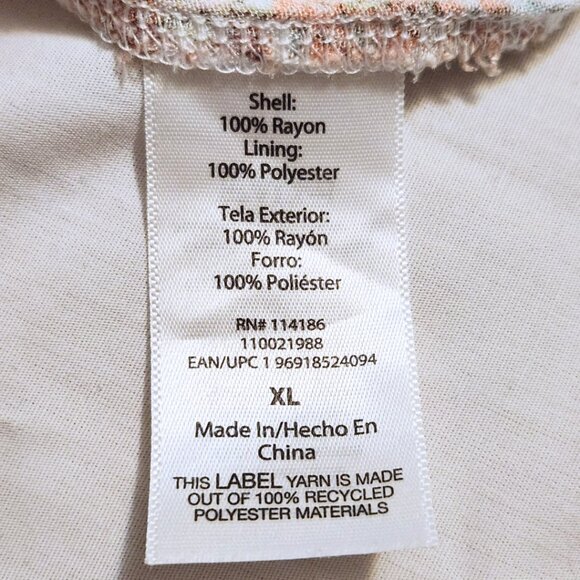 Shell:
100% Rayon
Lining:
100% Polyester
Tela Exterior:
100% Rayón
Forro:
100% Poliéster
RN# 114186
110021988
EAN/UPC 1 96918524094
XL
Made In/Hecho En
China
THIS LABEL YARN IS MADE
OUT OF 100% RECYCLED
POLYESTER MATERIALS